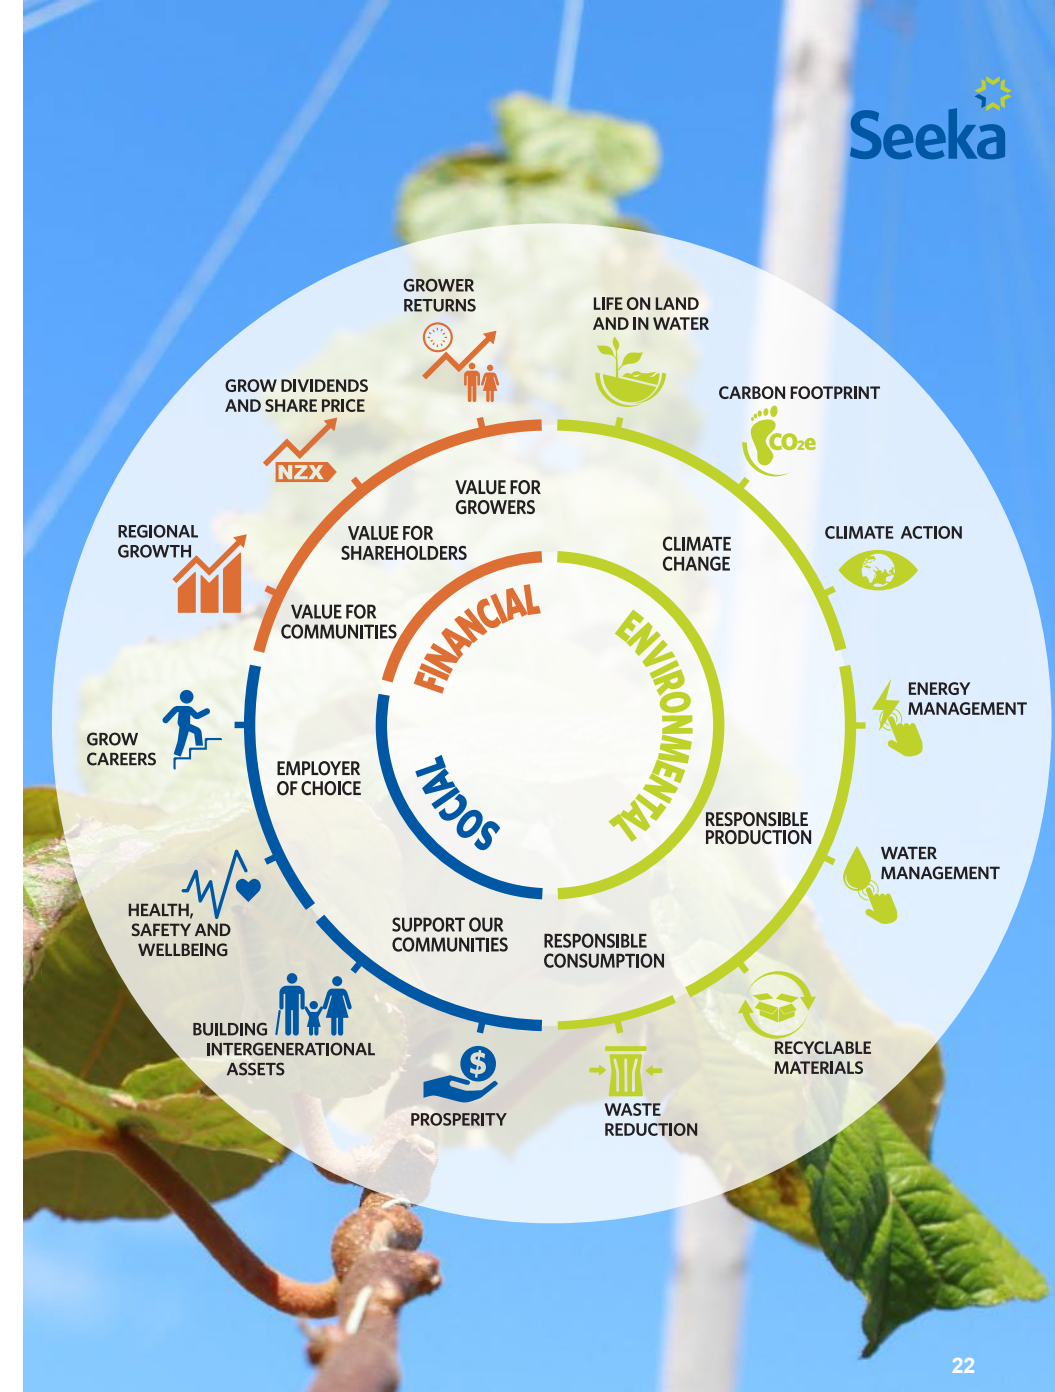 Seeka
GROWER
RETURNS
LIFE ON LAND
AND IN WATER
GROW DIVIDENDS
AND SHARE PRICE
NZX
CARBON FOOTPRINT
CO₂e
REGIONAL
GROWTH
CLIMATE ACTION
VALUE FOR
GROWERS
VALUE FOR
SHAREHOLDERS
VALUE FOR
COMMUNITIES
CLIMATE
CHANGE
FINANCIAL
ENVIRONMENTAL
SOCIAL
ENERGY
MANAGEMENT
GROW
CAREERS
EMPLOYER
OF CHOICE
RESPONSIBLE
PRODUCTION
WATER
MANAGEMENT
HEALTH,
SAFETY AND
WELLBEING
SUPPORT OUR
COMMUNITIES
RESPONSIBLE
CONSUMPTION
BUILDING
INTERGENERATIONAL
ASSETS
$
PROSPERITY
WASTE
REDUCTION
RECYCLABLE
MATERIALS
22